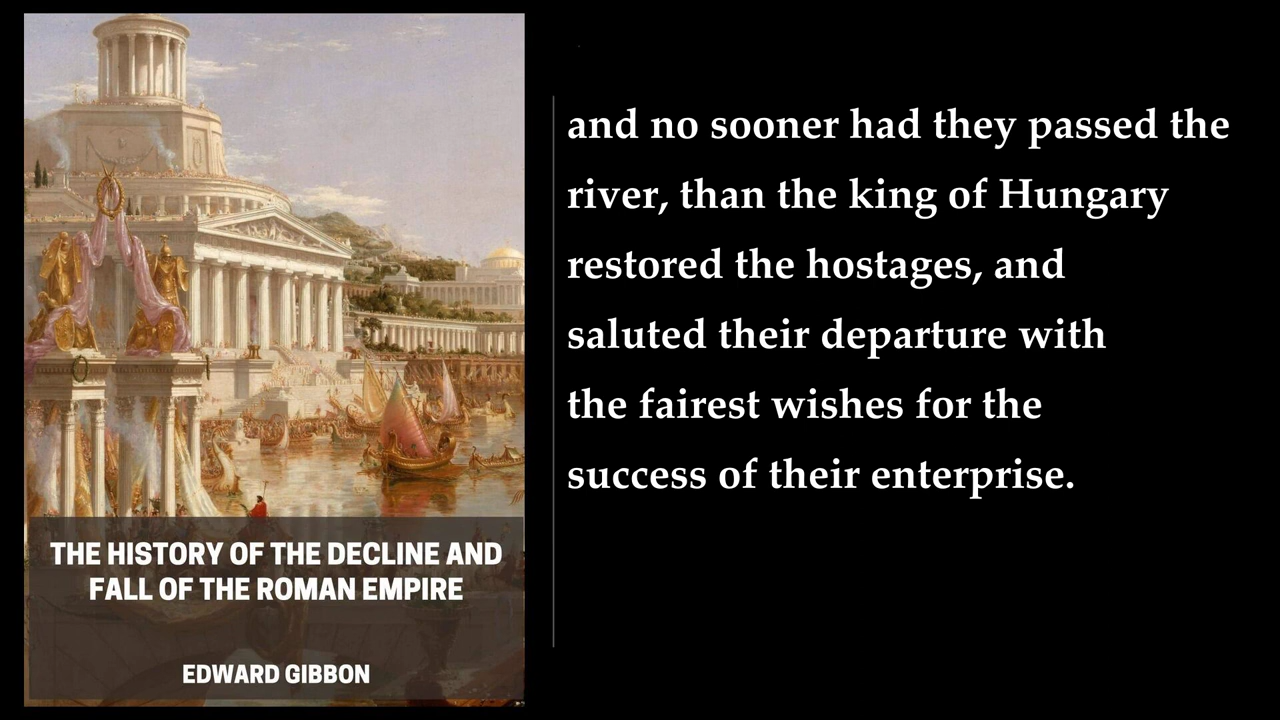 and no sooner had they passed the
river, than the king of Hungary
restored the hostages, and
saluted their departure with
the fairest wishes for the
success of their enterprise.
THE HISTORY OF THE DECLINE AND
FALL OF THE ROMAN EMPIRE
EDWARD GIBBON